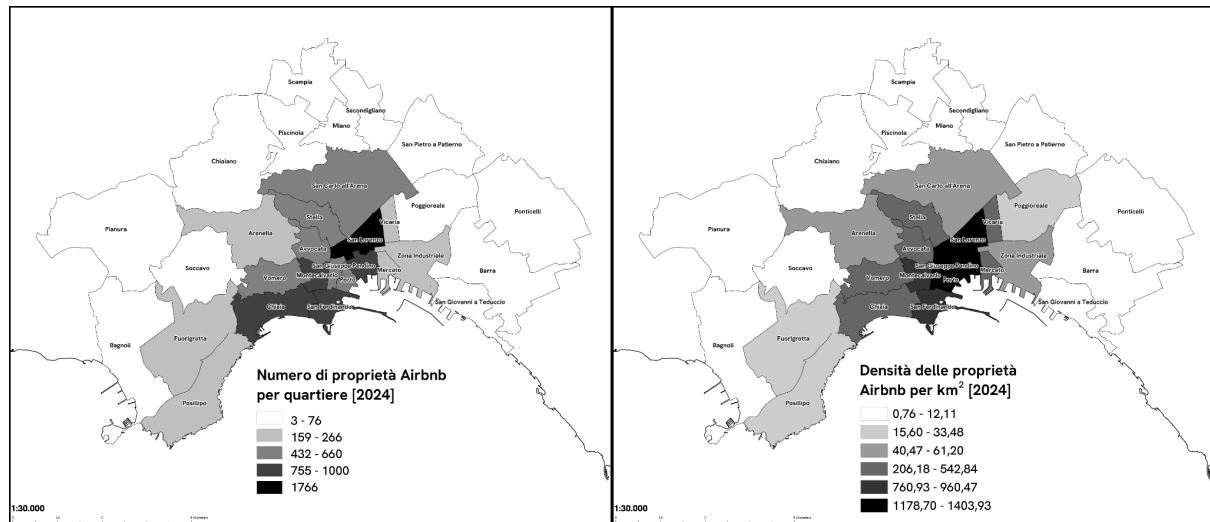 Scampia
Secondigliano
Miano
Piscinola
San Pietro a Patierno
Chiaiano
San Carlo all'Arena
Poggioreale
Ponticelli
Pianura
Stella
Vicaria
Arenella
San Lorenzo
Avvocata
Zona Industriale
Soccavo
San Giuseppe
Pendino
Mercato
Barra
Vomero
Montecalvario
Porto
Chiaia
San Ferdinando
San Giovanni a Teduccio
Bagnoli
Fuorigrotta
Posillipo
Numero di proprietà Airbnb
per quartiere [2024]
3 - 76
159 - 266
432 - 660
755 - 1000
1766
1:30.000
Scampia
Secondigliano
Miano
Piscinola
San Pietro a Patierno
Chiaiano
San Carlo all'Arena
Poggioreale
Ponticelli
Pianura
Stella
Vicaria
Arenella
San Lorenzo
Avvocata
Zona Industriale
Soccavo
San Giuseppe
Pendino
Mercato
Barra
Vomero
Montecalvario
Porto
Chiaia
San Ferdinando
San Giovanni a Teduccio
Bagnoli
Fuorigrotta
Posillipo
Densità delle proprietà
Airbnb per km² [2024]
0,76 - 12,11
15,60 - 33,48
40,47 - 61,20
206,18 - 542,84
760,93 - 960,47
1178,70 - 1403,93
1:30.000